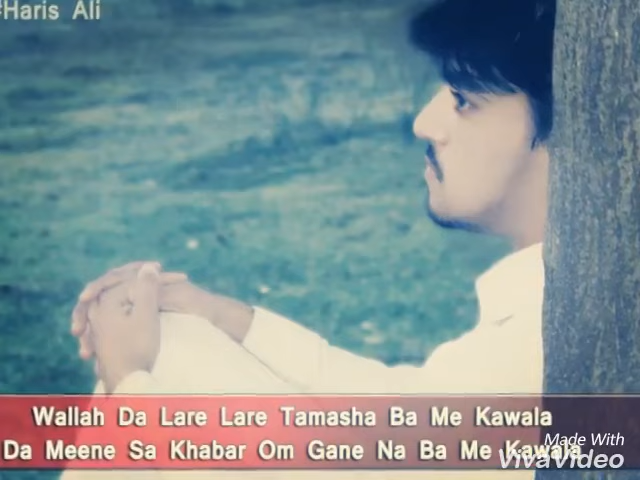 #Haris Ali
Wallah Da Lare Lare Tamasha Ba Me Kawala
Da Meene Sa Khabar Om Gane Na Ba Me Kawala
Made With
VivaVideo